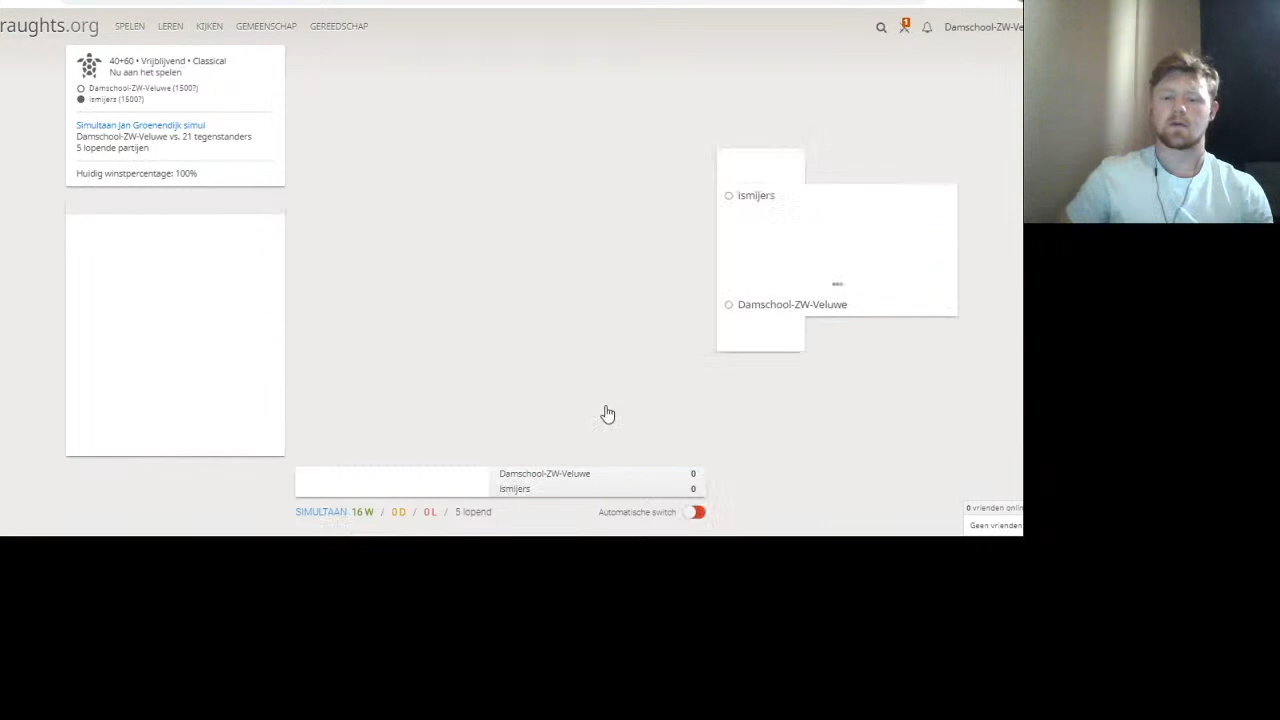 raughts.org SPELEN LEREN KIJKEN GEMEENSCHAP GEREEDSCHAP 1 Damschool-ZW-Ve
40+60 • Vrijblijvend • Classical
Nu aan het spelen
Damschool-ZW-Veluwe (1500?)
ismijers (1500?)
Simultaan Jan Groenendijk simul
Damschool-ZW-Veluwe vs. 21 tegenstanders
5 lopende partijen
Huidig winstpercentage: 100%
ismijers
Damschool-ZW-Veluwe
Damschool-ZW-Veluwe 0
ismijers 0
SIMULTAAN 16 W / 0 D / 0 L / 5 lopend Automatische switch
0 vrienden onlin
Geen vrienden